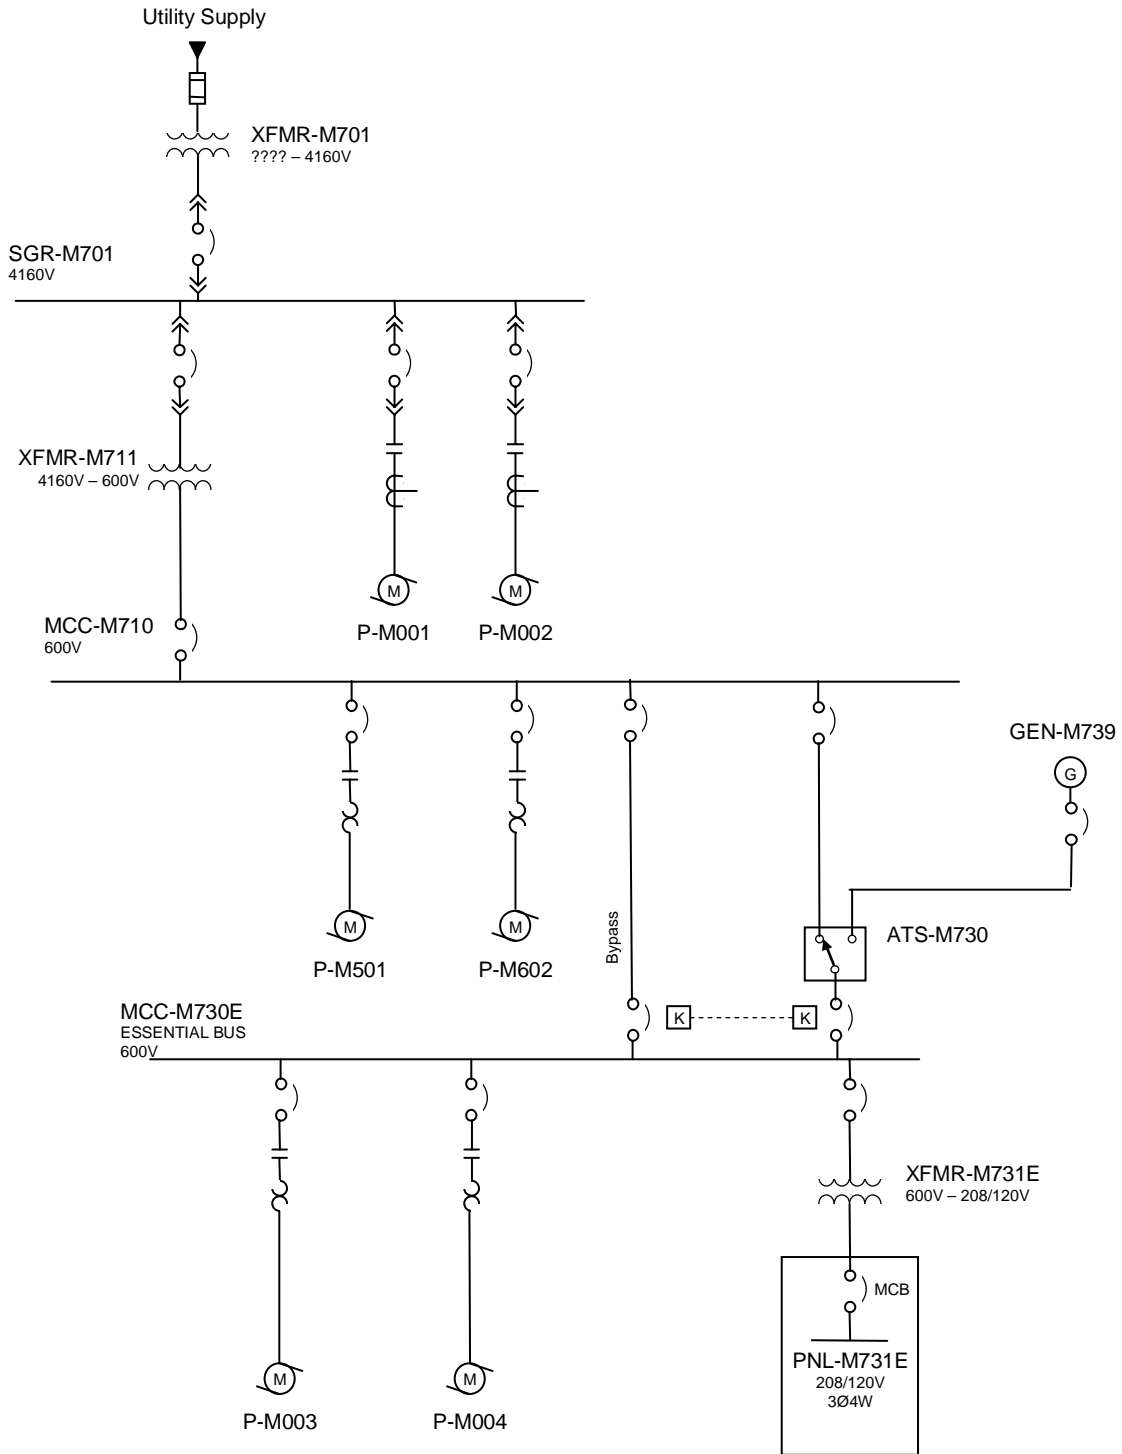 Utility Supply
XFMR-M701
???? – 4160V
SGR-M701
4160V
XFMR-M711
4160V – 600V
M
M
P-M001
P-M002
MCC-M710
600V
GEN-M739
G
M
M
P-M501
P-M602
Bypass
ATS-M730
MCC-M730E
ESSENTIAL BUS
600V
K
K
XFMR-M731E
600V – 208/120V
MCB
PNL-M731E
208/120V
3Ø4W
M
M
P-M003
P-M004